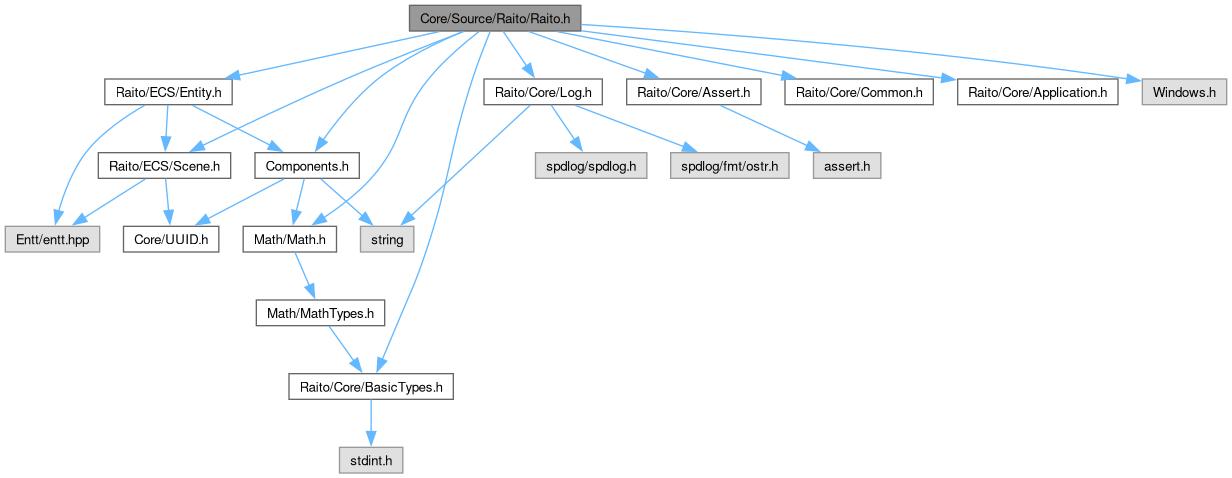 Core/Source/Raito/Raito.h
Raito/ECS/Entity.h
Raito/Core/Log.h
Raito/Core/Assert.h
Raito/Core/Common.h
Raito/Core/Application.h
Windows.h
Raito/ECS/Scene.h
Components.h
spdlog/spdlog.h
spdlog/fmt/ostr.h
assert.h
Entt/entt.hpp
Core/UUID.h
Math/Math.h
string
Math/MathTypes.h
Raito/Core/BasicTypes.h
stdint.h